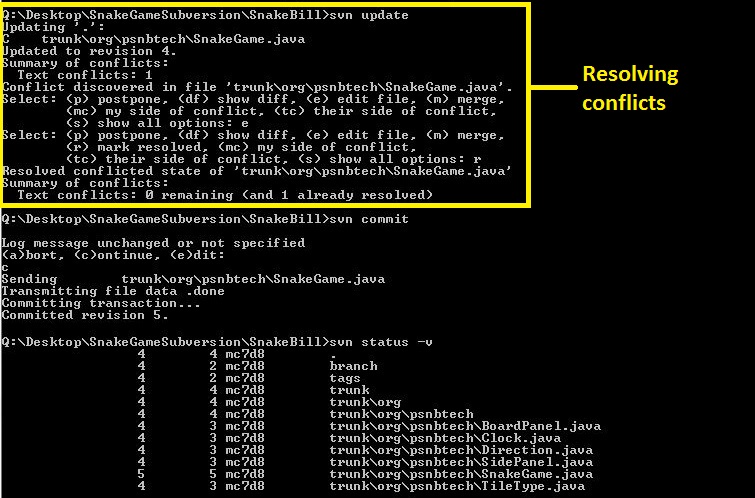 Q:\Desktop\SnakeGameSubversion\SnakeBill>svn update
Updating '.':
C    trunk\org\psnbtech\SnakeGame.java
Updated to revision 4.
Summary of conflicts:
  Text conflicts: 1
Conflict discovered in file 'trunk\org\psnbtech\SnakeGame.java'.
Select: (p) postpone, (df) show diff, (e) edit file, (m) merge,
        (mc) my side of conflict, (tc) their side of conflict,
        (s) show all options: e
Select: (p) postpone, (df) show diff, (e) edit file, (m) merge,
        (r) mark resolved, (mc) my side of conflict,
        (tc) their side of conflict, (s) show all options: r
Resolved conflicted state of 'trunk\org\psnbtech\SnakeGame.java'
Summary of conflicts:
  Text conflicts: 0 remaining (and 1 already resolved)
Resolving
conflicts
Q:\Desktop\SnakeGameSubversion\SnakeBill>svn commit
Log message unchanged or not specified
(a)bort, (c)ontinue, (e)dit:
c
Sending        trunk\org\psnbtech\SnakeGame.java
Transmitting file data .done
Committing transaction...
Committed revision 5.
Q:\Desktop\SnakeGameSubversion\SnakeBill>svn status -v
                 4        4 mc7d8        .
                 4        2 mc7d8        branch
                 4        2 mc7d8        tags
                 4        4 mc7d8        trunk
                 4        4 mc7d8        trunk\org
                 4        4 mc7d8        trunk\org\psnbtech
                 4        3 mc7d8        trunk\org\psnbtech\BoardPanel.java
                 4        3 mc7d8        trunk\org\psnbtech\Clock.java
                 4        3 mc7d8        trunk\org\psnbtech\Direction.java
                 4        3 mc7d8        trunk\org\psnbtech\SidePanel.java
                 5        5 mc7d8        trunk\org\psnbtech\SnakeGame.java
                 4        3 mc7d8        trunk\org\psnbtech\TileType.java